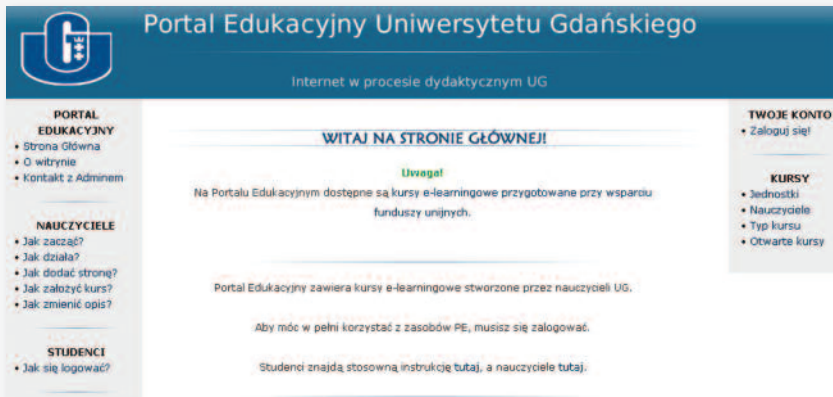 Portal Edukacyjny Uniwersytetu Gdańskiego
Internet w procesie dydaktycznym UG
PORTAL
EDUKACYJNY
• Strona Główna
• O witrynie
• Kontakt z Adminem
NAUCZYCIELE
• Jak zacząć?
• Jak działa?
• Jak dodać stronę?
• Jak założyć kurs?
• Jak zmienić opis?
STUDENCI
• Jak się logować?
WITAJ NA STRONIE GŁÓWNEJ!
Uwaga!
Na Portalu Edukacyjnym dostępne są kursy e-learningowe przygotowane przy wsparciu
funduszy unijnych.
Portal Edukacyjny zawiera kursy e-learningowe stworzone przez nauczycieli UG.
Aby móc w pełni korzystać z zasobów PE, musisz się zalogować.
Studenci znajdą stosowną instrukcję tutaj, a nauczyciele tutaj.
TWOJE KONTO
• Zaloguj się!
KURSY
• Jednostki
• Nauczyciele
• Typ kursu
• Otwarte kursy